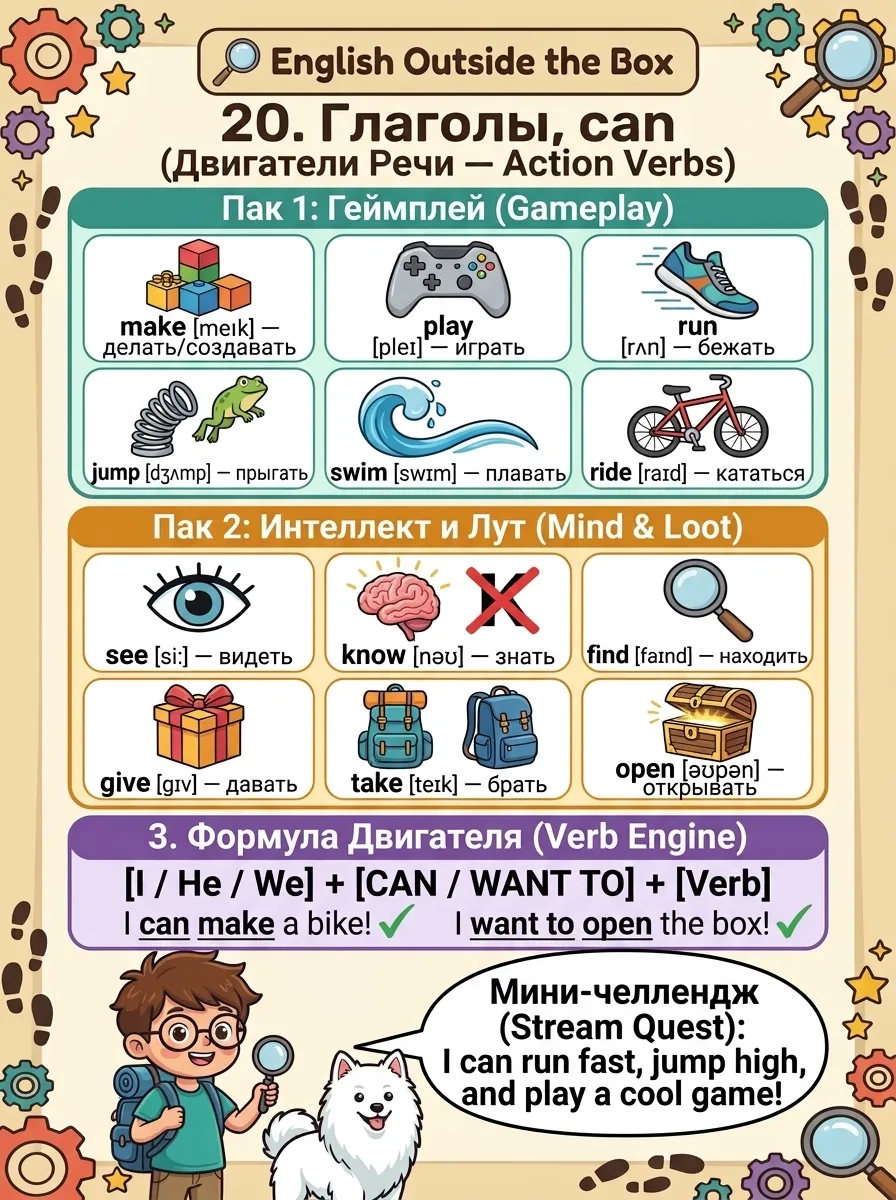 English Outside the Box
20. Глаголы, can
(Двигатели Речи — Action Verbs)
Пак 1: Геймплей (Gameplay)
make [meɪk] —
делать/создавать
play
[pleɪ] — играть
run
[rʌn] — бежать
jump [dʒʌmp] — прыгать
swim [swɪm] — плавать
ride [raɪd] — кататься
Пак 2: Интеллект и Лут (Mind & Loot)
see [siː] — видеть
K
know [nəʊ] — знать
find [faɪnd] — находить
give [gɪv] — давать
take [teɪk] — брать
open [əʊpən] —
открывать
3. Формула Двигателя (Verb Engine)
[I / He / We] + [CAN / WANT TO] + [Verb]
I can make a bike! ✓
I want to open the box! ✓
Мини-челлендж
(Stream Quest):
I can run fast, jump high,
and play a cool game!